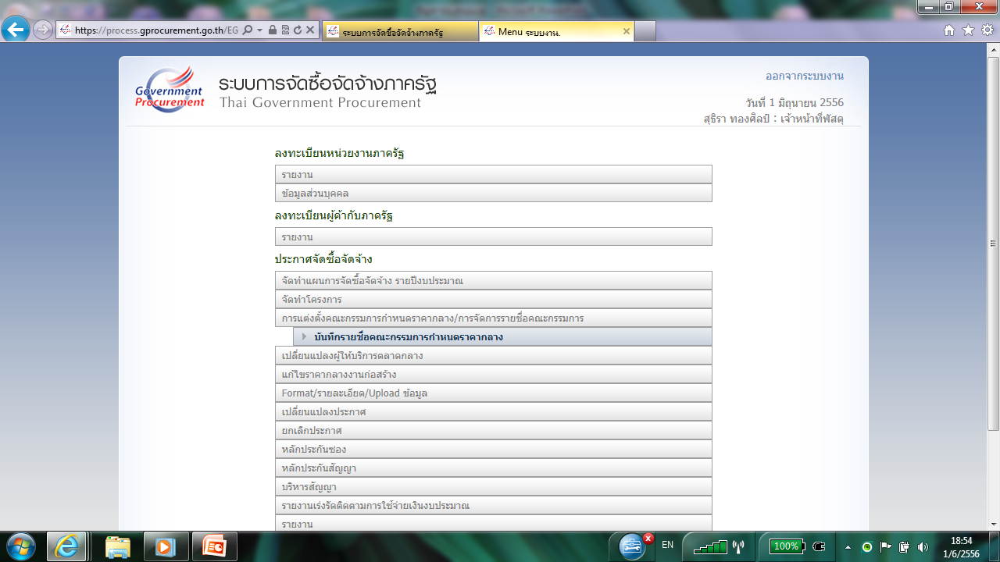 https://process.gprocurement.go.th/EG
ระบบการจัดซื้อจัดจ้างภาครัฐ
Menu ระบบงาน.
Government
Procurement
ระบบการจัดซื้อจัดจ้างภาครัฐ
Thai Government Procurement
ออกจากระบบงาน
วันที่ 1 มิถุนายน 2556
สุธิรา ทองศิลป์ : เจ้าหน้าที่พัสดุ
ลงทะเบียนหน่วยงานภาครัฐ
รายงาน
ข้อมูลส่วนบุคคล
ลงทะเบียนผู้ค้ากับภาครัฐ
รายงาน
ประกาศจัดซื้อจัดจ้าง
จัดทำแผนการจัดซื้อจัดจ้าง รายปีงบประมาณ
จัดทำโครงการ
การแต่งตั้งคณะกรรมการกำหนดราคากลาง/การจัดการรายชื่อคณะกรรมการ
บันทึกรายชื่อคณะกรรมการกำหนดราคากลาง
เปลี่ยนแปลงผู้ให้บริการตลาดกลาง
แก้ไขราคากลางงานก่อสร้าง
Format/รายละเอียด/Upload ข้อมูล
เปลี่ยนแปลงประกาศ
ยกเลิกประกาศ
หลักประกันซอง
หลักประกันสัญญา
บริหารสัญญา
รายงานเร่งรัดติดตามการใช้จ่ายเงินงบประมาณ
รายงาน
EN
100%
18:54
1/6/2556